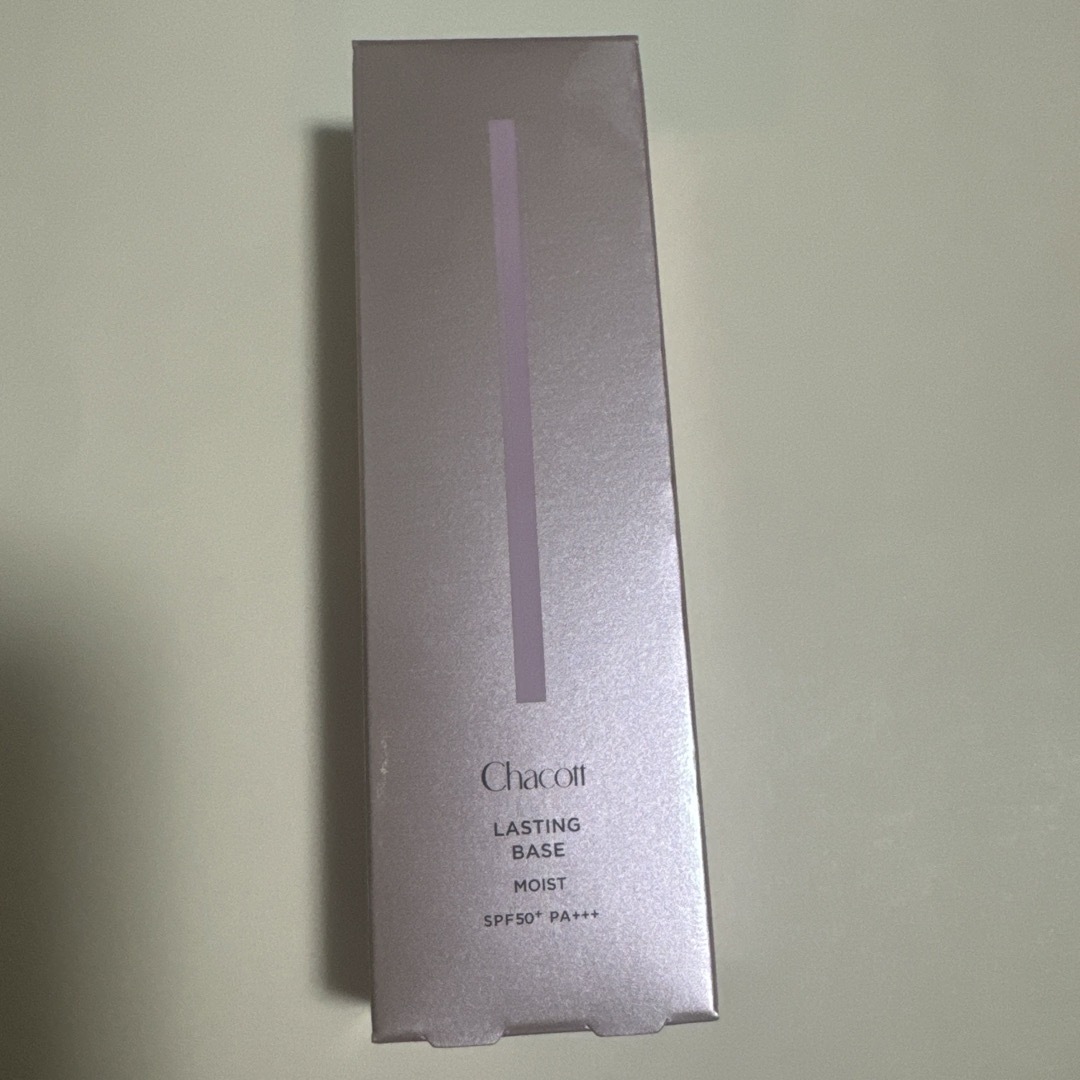 Chacott
LASTING
BASE
MOIST
SPF50+ PA+++